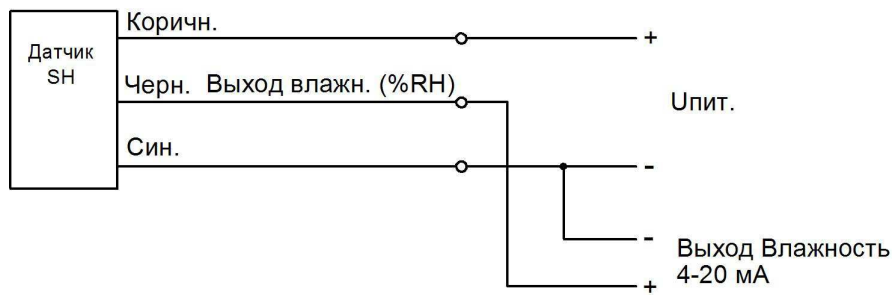 Коричн.
+
Датчик
SH
Черн. Выход влажн. (%RH)
Uпит.
Син.
-
-
Выход Влажность
4-20 мА
+